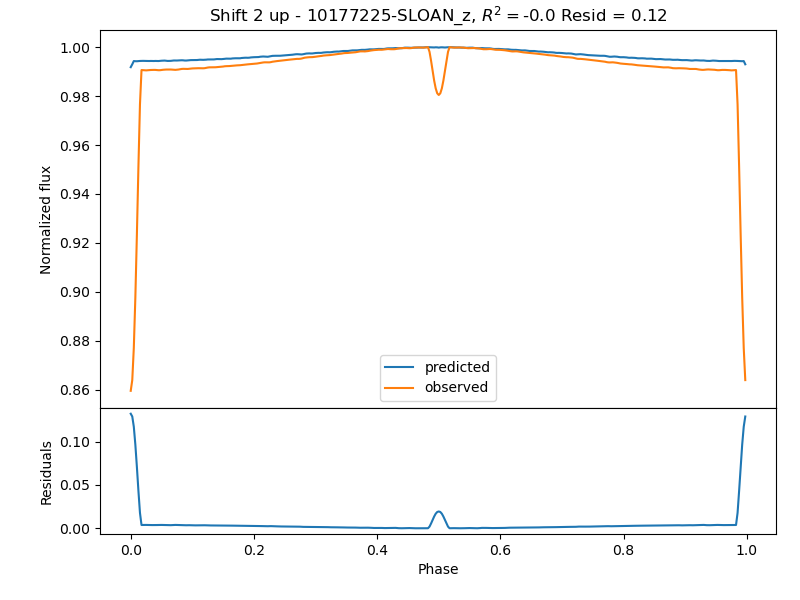 Shift 2 up - 10177225-SLOAN_z, R² = -0.0 Resid = 0.12
1.00
0.98
0.96
0.94
0.92
0.90
0.88
0.86
Normalized flux
predicted
observed
0.10
0.05
0.00
Residuals
0.0 0.2 0.4 0.6 0.8 1.0
Phase